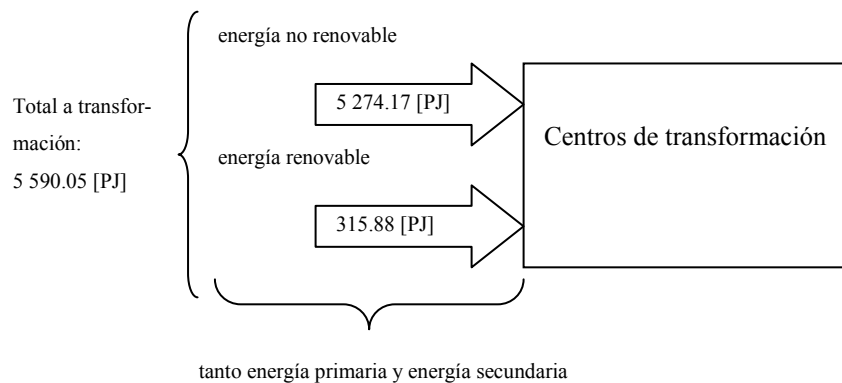 energía no renovable
Total a transfor-
mación:
5 590.05 [PJ]
5 274.17 [PJ]
energía renovable
315.88 [PJ]
Centros de transformación
tanto energía primaria y energía secundaria